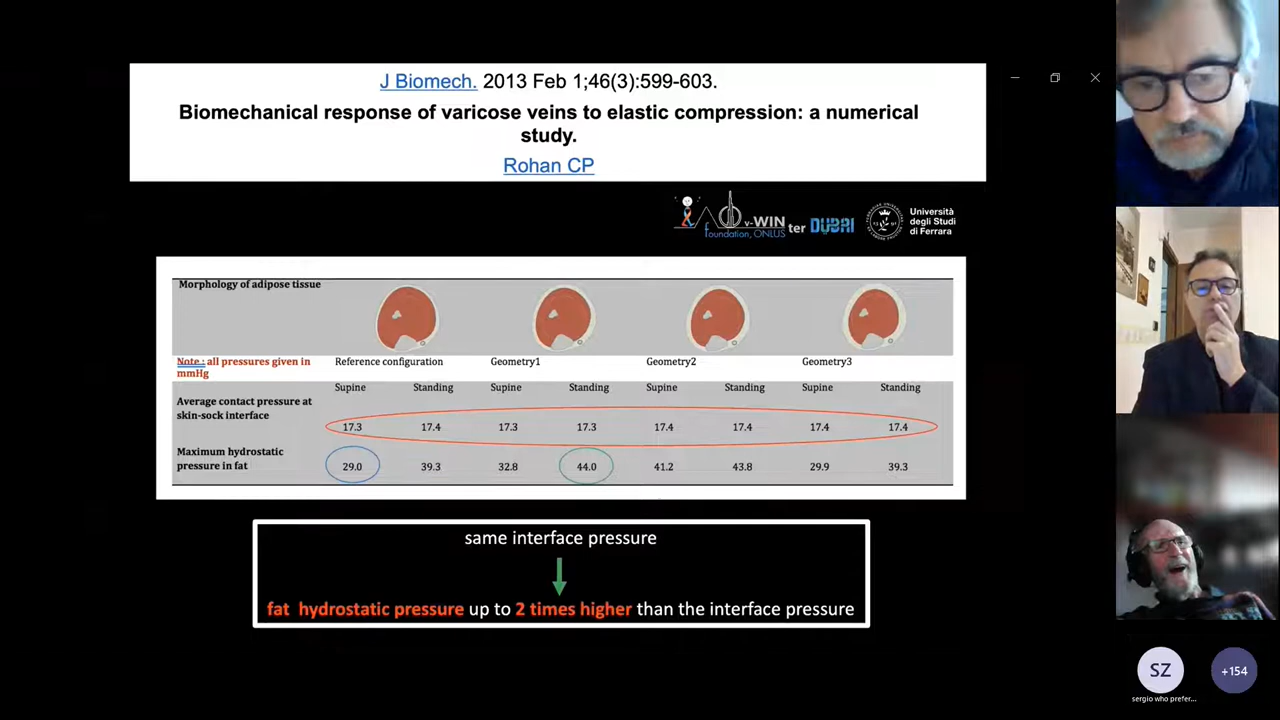 J Biomech. 2013 Feb 1;46(3):599-603.
Biomechanical response of varicose veins to elastic compression: a numerical
study.
Rohan CP
v-WIN
foundation, ONLUS
ter DUBAI
Università
degli Studi
di Ferrara
Morphology of adipose tissue
Note : all pressures given in
mmHg
Reference configuration Geometry1 Geometry2 Geometry3
Supine Standing Supine Standing Supine Standing Supine Standing
Average contact pressure at
skin-sock interface
17.3 17.4 17.3 17.3 17.4 17.4 17.4 17.4
Maximum hydrostatic
pressure in fat
29.0 39.3 32.8 44.0 41.2 43.8 29.9 39.3
same interface pressure
fat hydrostatic pressure up to 2 times higher than the interface pressure
SZ
+154
sergio who prefer...